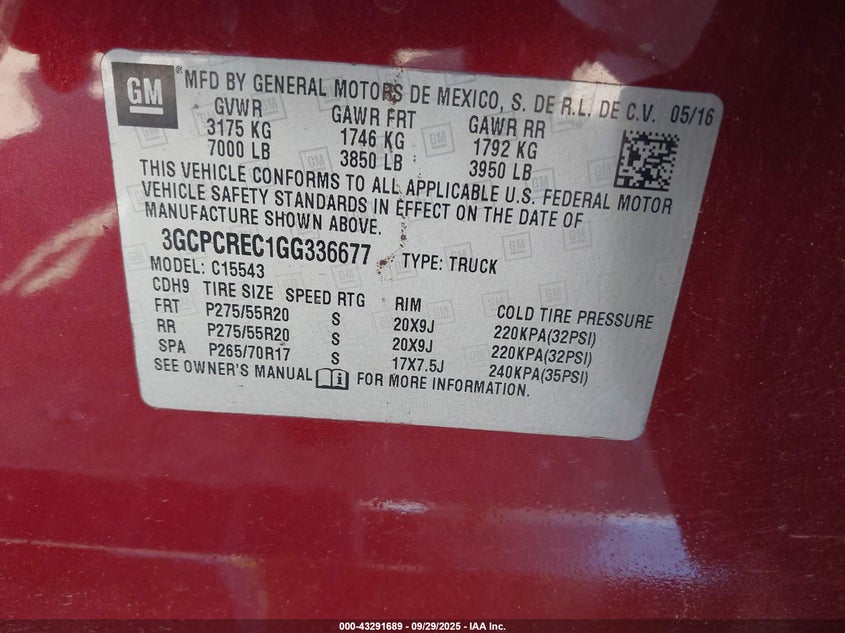 GM ® MFD BY GENERAL MOTORS DE MEXICO, S. DE R.L. DE C.V. 05/16
GVWR GAWR FRT GAWR RR
3175 KG 1746 KG 1792 KG
7000 LB 3850 LB 3950 LB
THIS VEHICLE CONFORMS TO ALL APPLICABLE U.S. FEDERAL MOTOR
VEHICLE SAFETY STANDARDS IN EFFECT ON THE DATE OF
MANUFACTURE SHOWN ABOVE.
3GCPCREC1GG336677 TYPE: TRUCK
MODEL: C15543
CDH9 TIRE SIZE SPEED RTG RIM COLD TIRE PRESSURE
FRT P275/55R20 S 20X9J 220KPA(32PSI)
RR P275/55R20 S 20X9J 220KPA(32PSI)
SPA P265/70R17 S 17X7.5J 240KPA(35PSI)
SEE OWNER'S MANUAL FOR MORE INFORMATION.
000-43291689 - 09/29/2025 - IAA Inc.